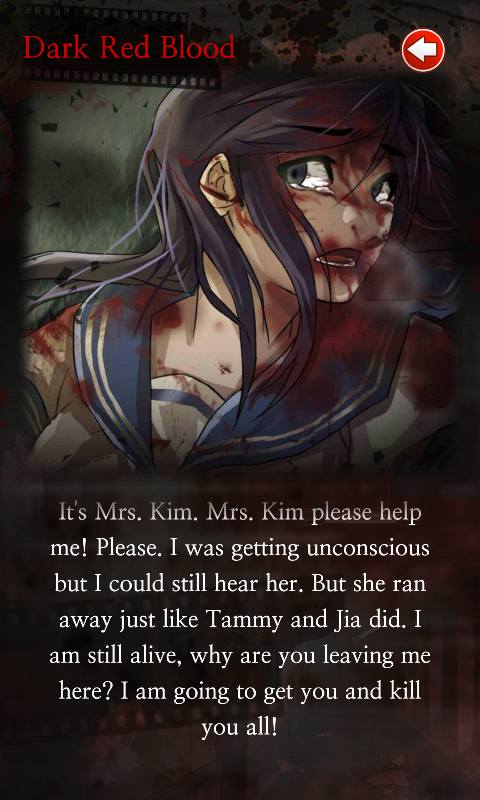 Dark Red Blood
It's Mrs. Kim. Mrs. Kim please help
me! Please. I was getting unconscious
but I could still hear her. But she ran
away just like Tammy and Jia did. I
am still alive, why are you leaving me
here? I am going to get you and kill
you all!